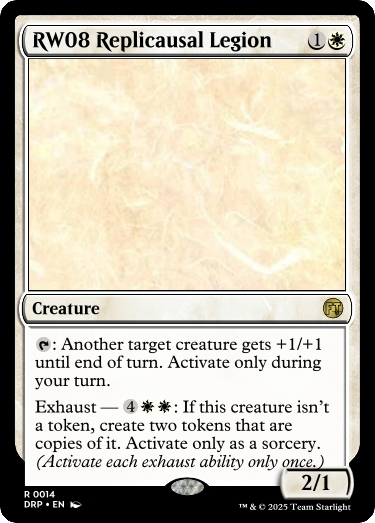 RW08 Replicausal Legion 1
Creature
FT
: Another target creature gets +1/+1
until end of turn. Activate only during
your turn.
Exhaust — 4: If this creature isn't
a token, create two tokens that are
copies of it. Activate only as a sorcery.
(Activate each exhaust ability only once.)
2/1
R 0014
DRP • EN
™ & © 2025 Team Starlight